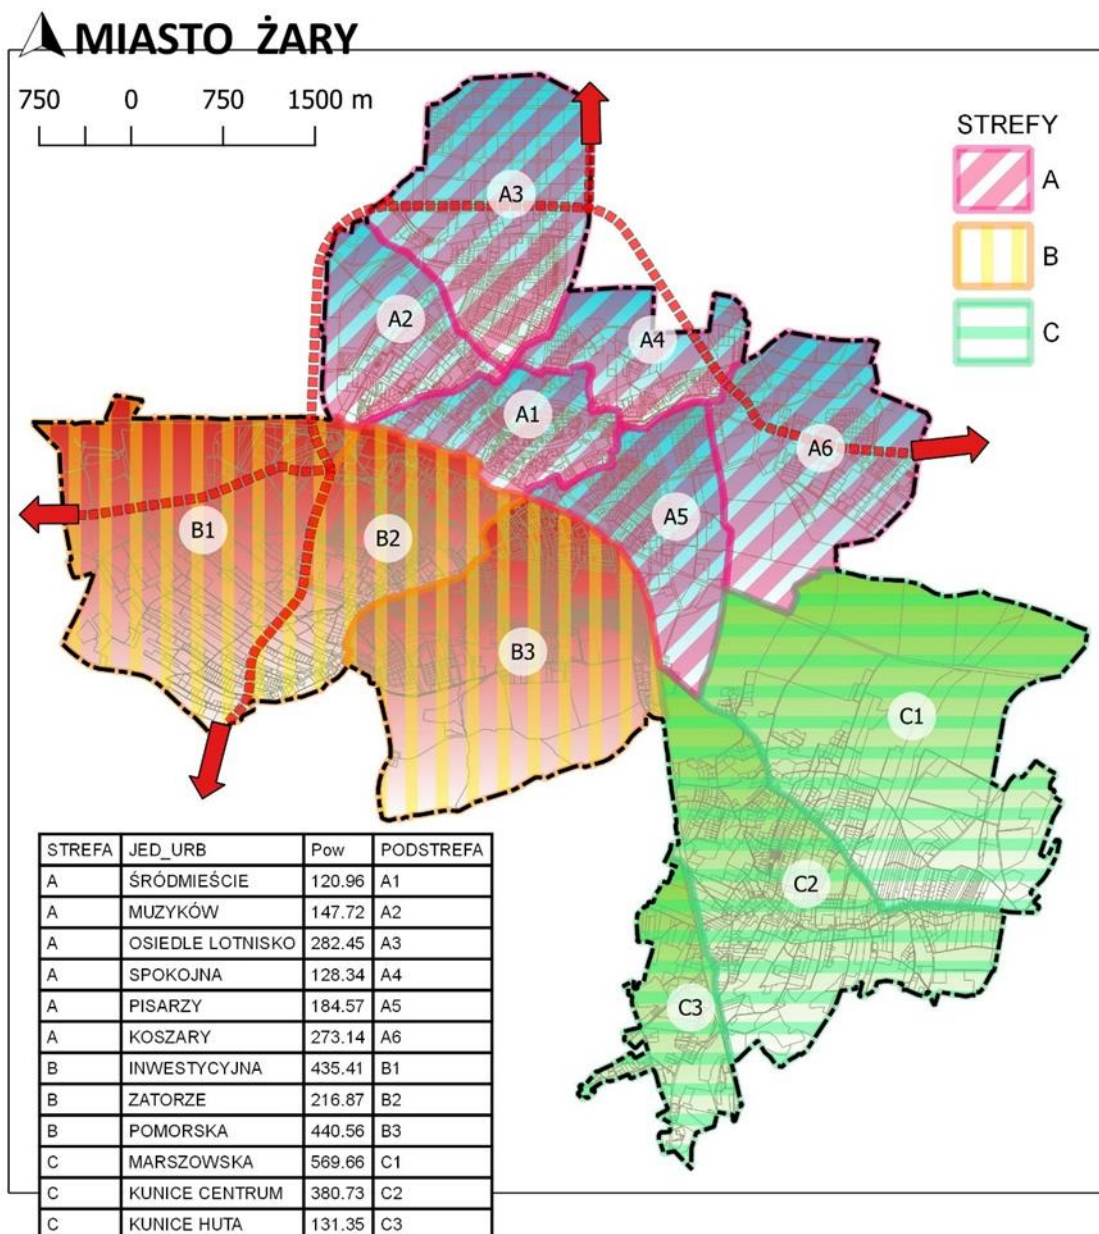 MIASTO ŻARY
750 0 750 1500 m
STREFY
A
B
C
A3
A2
A4
A1
A6
A5
B1
B2
B3
C1
C2
C3
STREFA JED_URB Pow PODSTREFA
A ŚRÓDMIEŚCIE 120.96 A1
A MUZYKÓW 147.72 A2
A OSIEDLE LOTNISKO 282.45 A3
A SPOKOJNA 128.34 A4
A PISARZY 184.57 A5
A KOSZARY 273.14 A6
B INWESTYCYJNA 435.41 B1
B ZATORZE 216.87 B2
B POMORSKA 440.56 B3
C MARSZOWSKA 569.66 C1
C KUNICE CENTRUM 380.73 C2
C KUNICE HUTA 131.35 C3